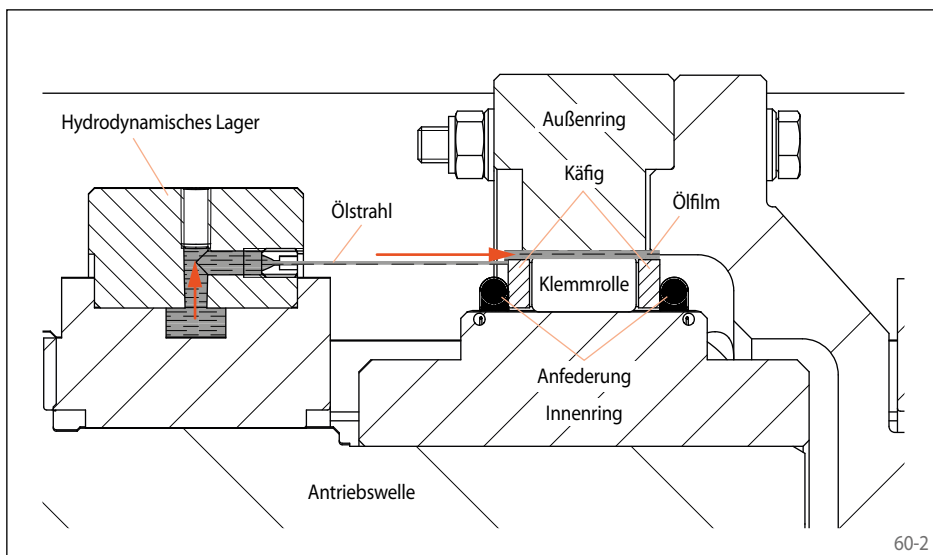 Hydrodynamisches Lager
Außenring
Käfig
Ölstrahl
Ölfilm
Klemmrolle
Anfederung
Innenring
Antriebswelle
60-2